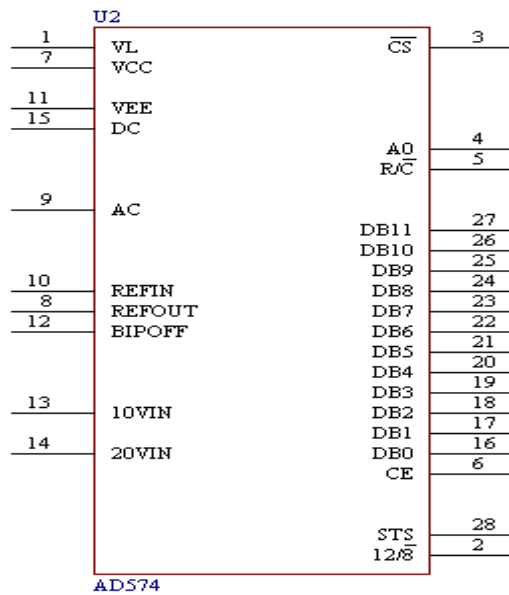 U2
1 VL C̅S̅ 3
7 VCC
11 VEE
15 DC
A0 4
R/C̅ 5
9 AC
DB11 27
DB10 26
DB9 25
10 REFIN DB8 24
8 REFOUT DB7 23
12 BIPOFF DB6 22
DB5 21
DB4 20
DB3 19
13 10VIN DB2 18
DB1 17
14 20VIN DB0 16
CE 6
STS 28
12/8̅ 2
AD574